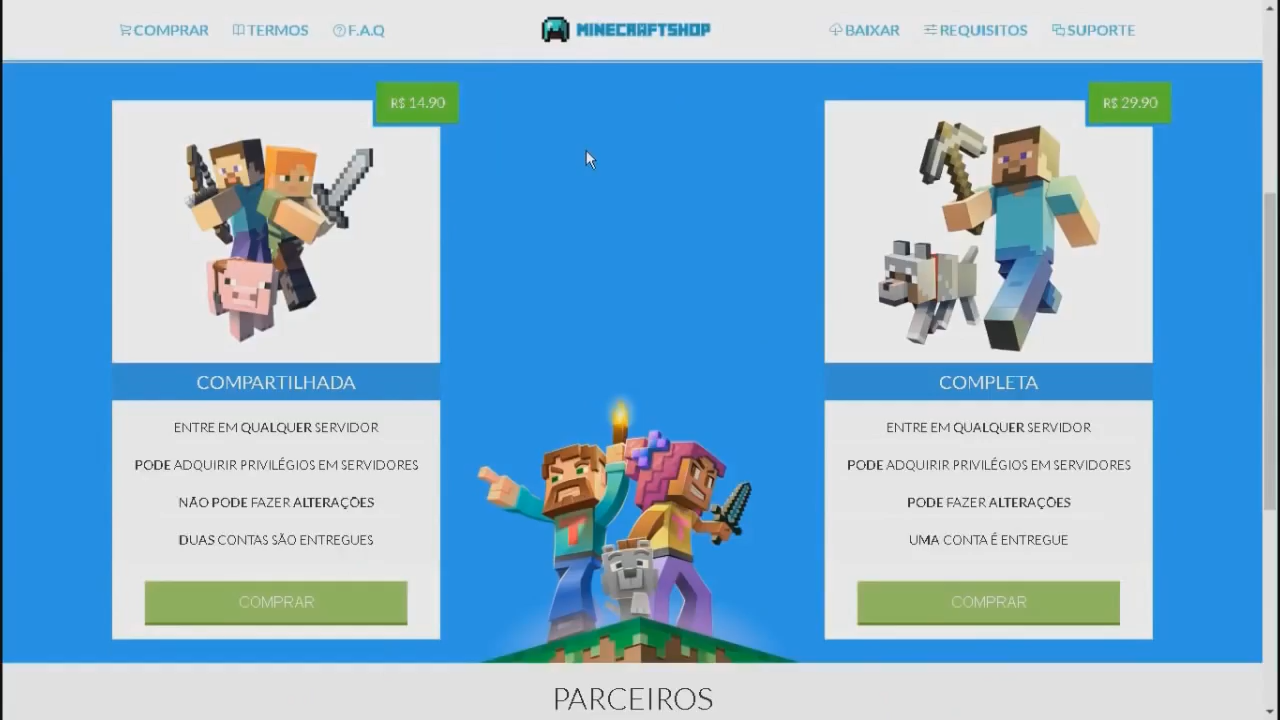 COMPRAR TERMOS F.A.Q MINECRAFTSHOP BAIXAR REQUISITOS SUPORTE
R$ 14.90
COMPARTILHADA
ENTRE EM QUALQUER SERVIDOR
PODE ADQUIRIR PRIVILÉGIOS EM SERVIDORES
NÃO PODE FAZER ALTERAÇÕES
DUAS CONTAS SÃO ENTREGUES
COMPRAR
R$ 29.90
COMPLETA
ENTRE EM QUALQUER SERVIDOR
PODE ADQUIRIR PRIVILÉGIOS EM SERVIDORES
PODE FAZER ALTERAÇÕES
UMA CONTA É ENTREGUE
COMPRAR
PARCEIROS